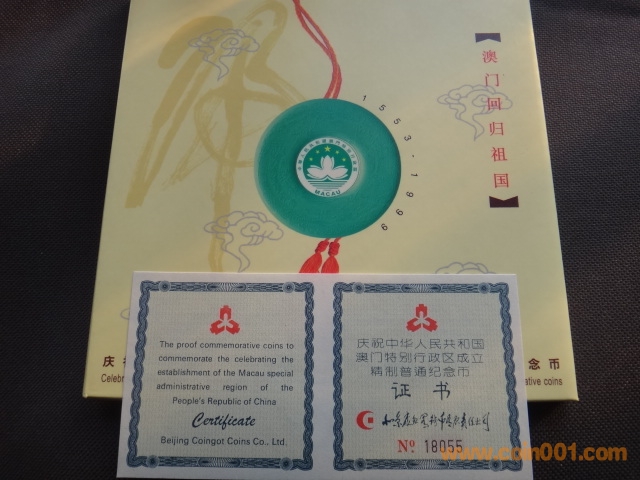 澳门回归祖国
1553-1999
MACAU
The proof commemorative coins to
commemorate the celebrating the
establishment of the Macau special
administrative region of the
People's Republic of China
Certificate
Beijing Coingot Coins Co., Ltd.
庆祝中华人民共和国
澳门特别行政区成立
精制普通纪念币
证书
No 18055
庆
Celebr
念币
ative coins
www.coin001.com